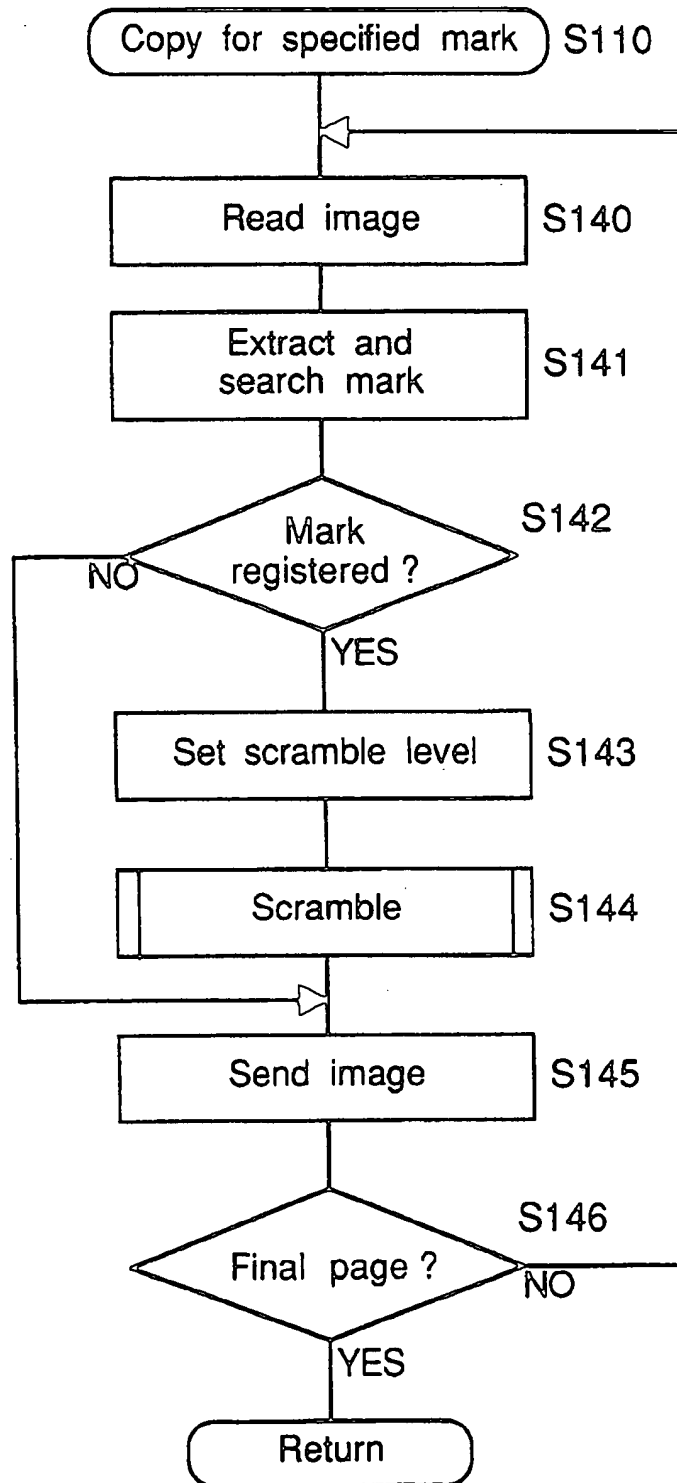 Copy for specified mark S110
Read image S140
Extract and
search mark S141
Mark
registered ? S142
NO
YES
Set scramble level S143
Scramble S144
Send image S145
Final page ? S146
NO
YES
Return